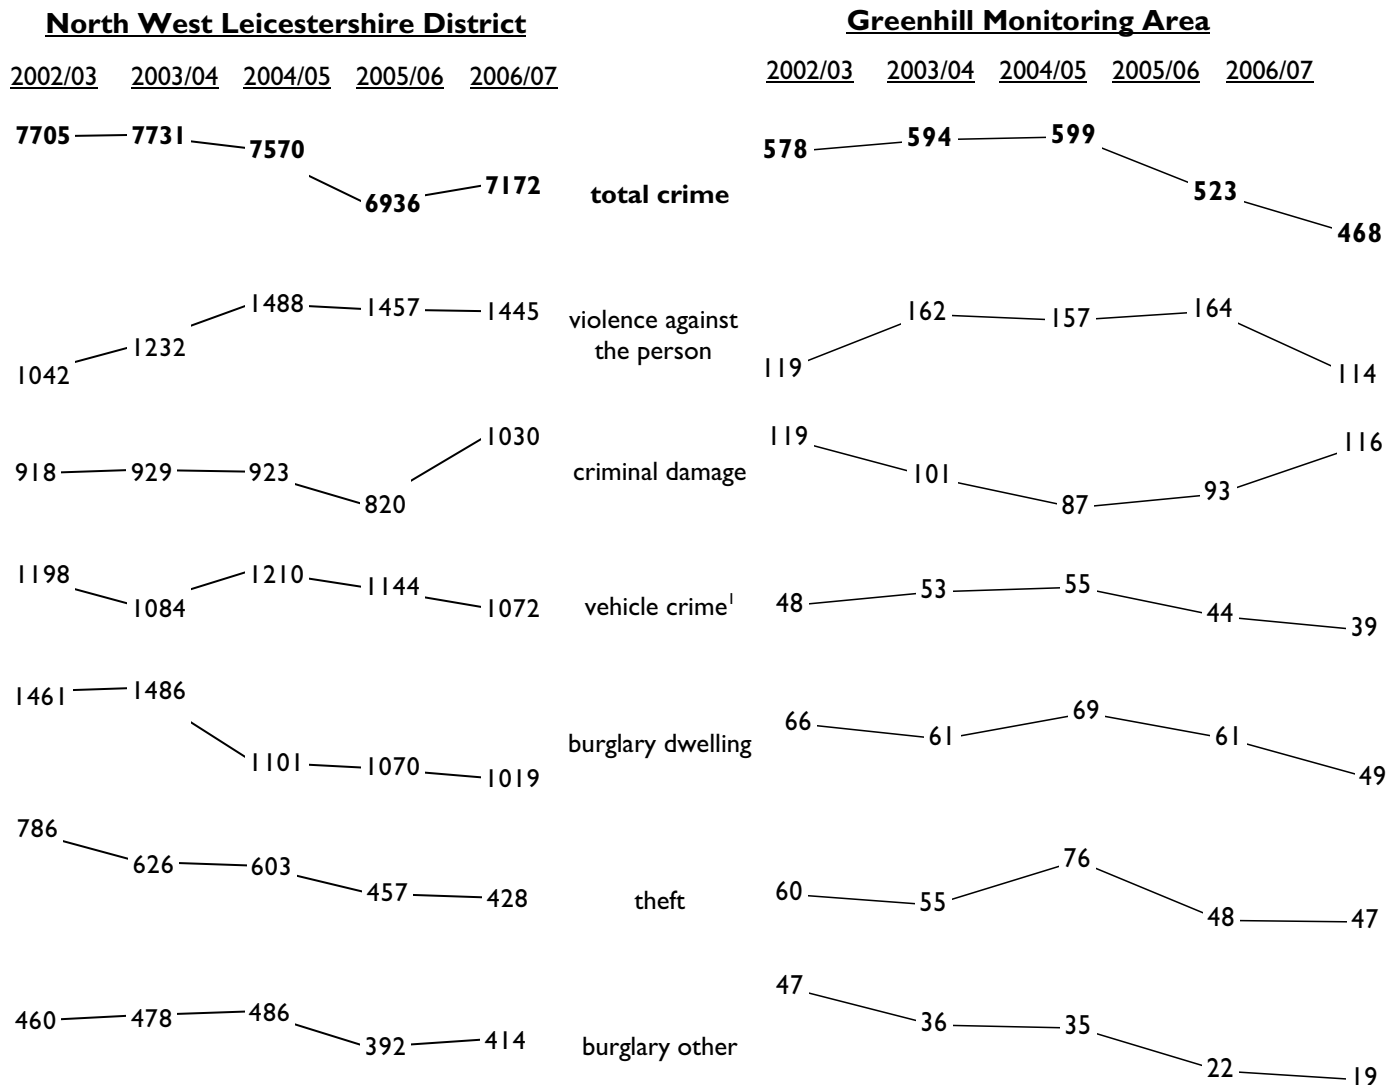 North West Leicestershire District Greenhill Monitoring Area
2002/03 2003/04 2004/05 2005/06 2006/07 2002/03 2003/04 2004/05 2005/06 2006/07
7705 7731 7570 6936 7172 total crime 578 594 599 523 468
1042 1232 1488 1457 1445 violence against
the person 119 162 157 164 114
918 929 923 820 1030 criminal damage 119 101 87 93 116
1198 1084 1210 1144 1072 vehicle crime¹ 48 53 55 44 39
1461 1486 1101 1070 1019 burglary dwelling 66 61 69 61 49
786 626 603 457 428 theft 60 55 76 48 47
460 478 486 392 414 burglary other 47 36 35 22 19